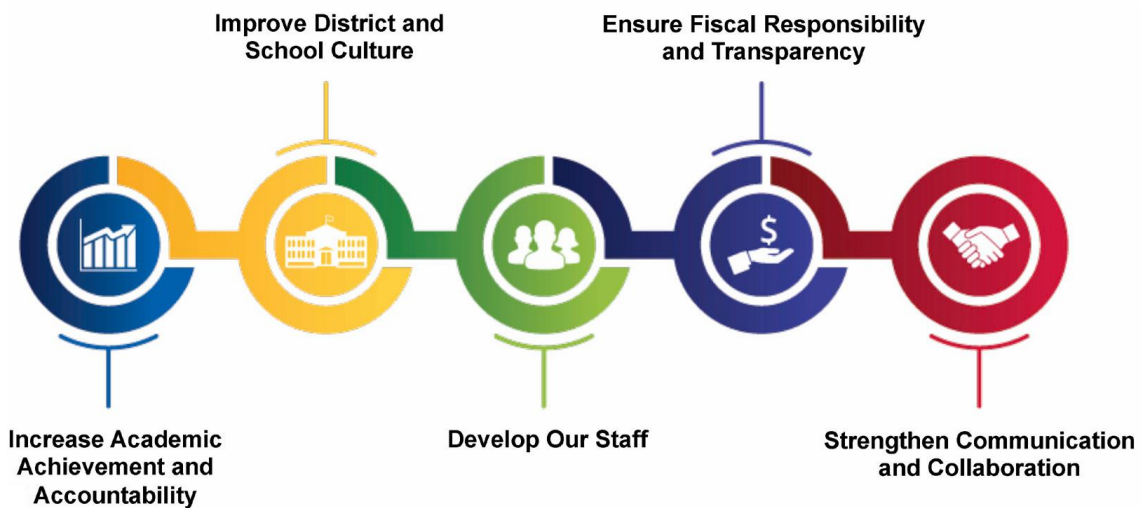 Improve District and
School Culture
Ensure Fiscal Responsibility
and Transparency
$
Increase Academic
Achievement and
Accountability
Develop Our Staff
Strengthen Communication
and Collaboration